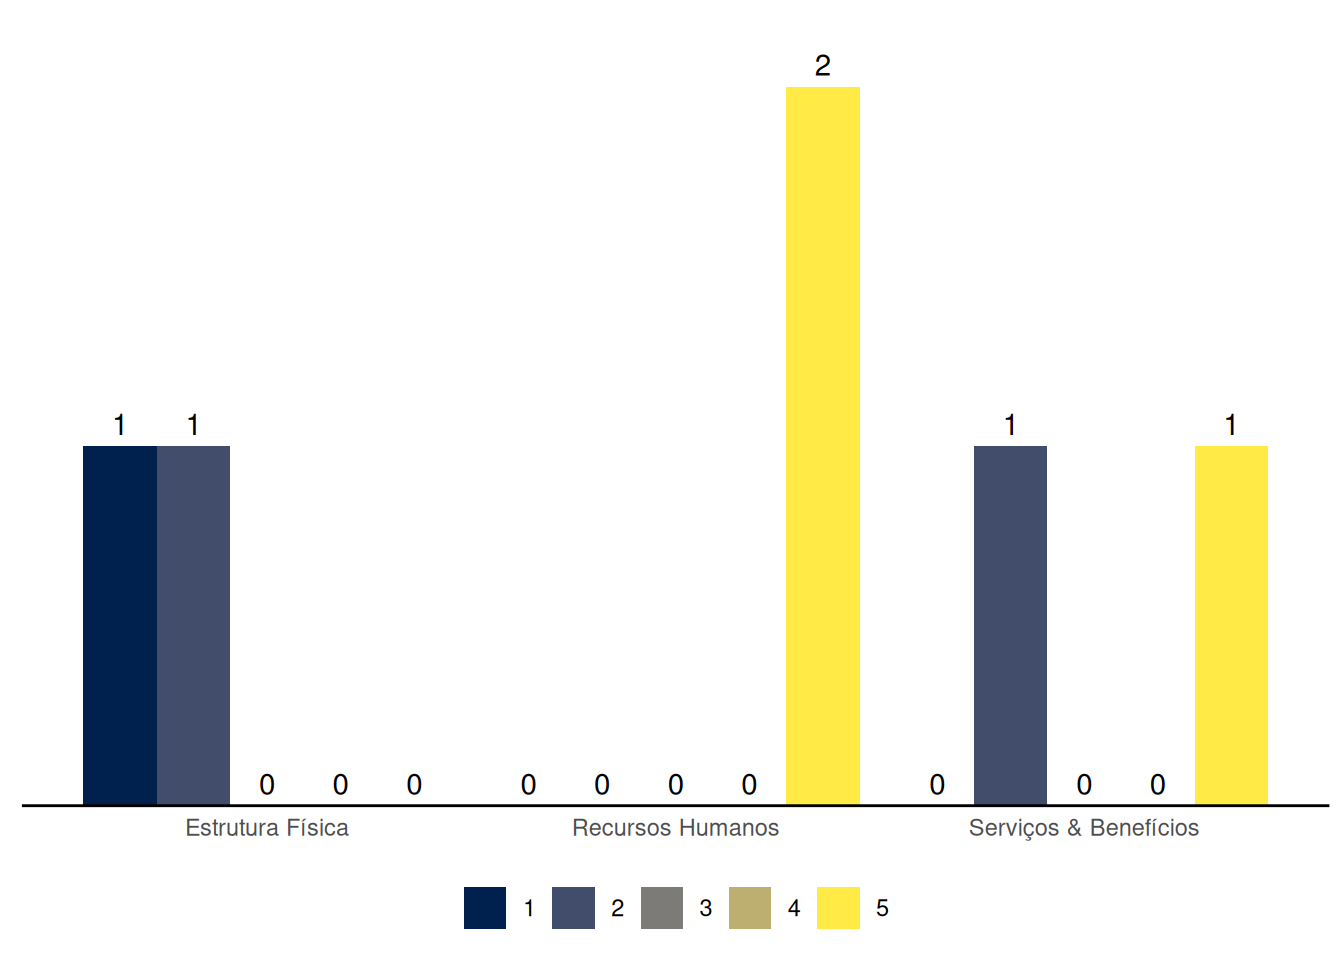 2
1 1 1 1
0 0 0 0 0 0 0 0 0 0
Estrutura Física Recursos Humanos Serviços & Benefícios
1 2 3 4 5